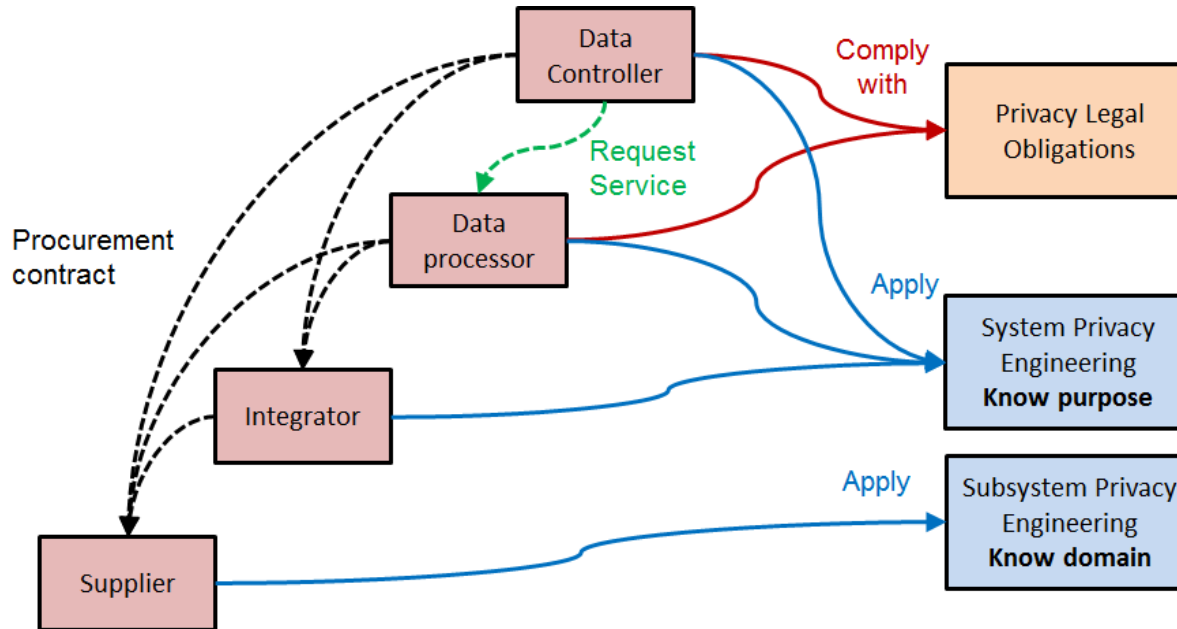 Data
Controller
Comply
with
Privacy Legal
Obligations
Request
Service
Data
processor
Procurement
contract
Apply
System Privacy
Engineering
Know purpose
Integrator
Apply
Subsystem Privacy
Engineering
Know domain
Supplier